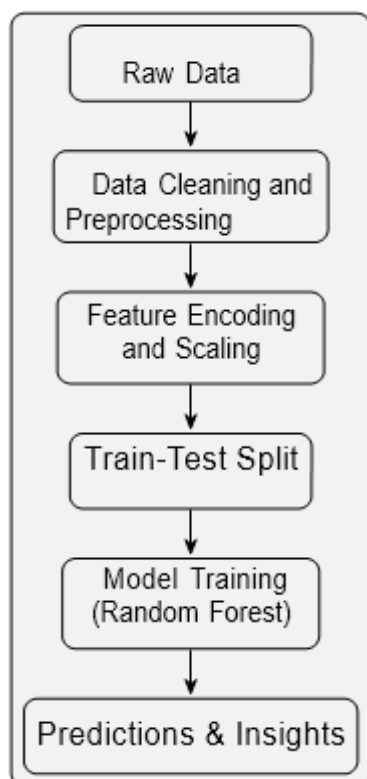 Raw Data
Data Cleaning and
Preprocessing
Feature Encoding
and Scaling
Train-Test Split
Model Training
(Random Forest)
Predictions & Insights